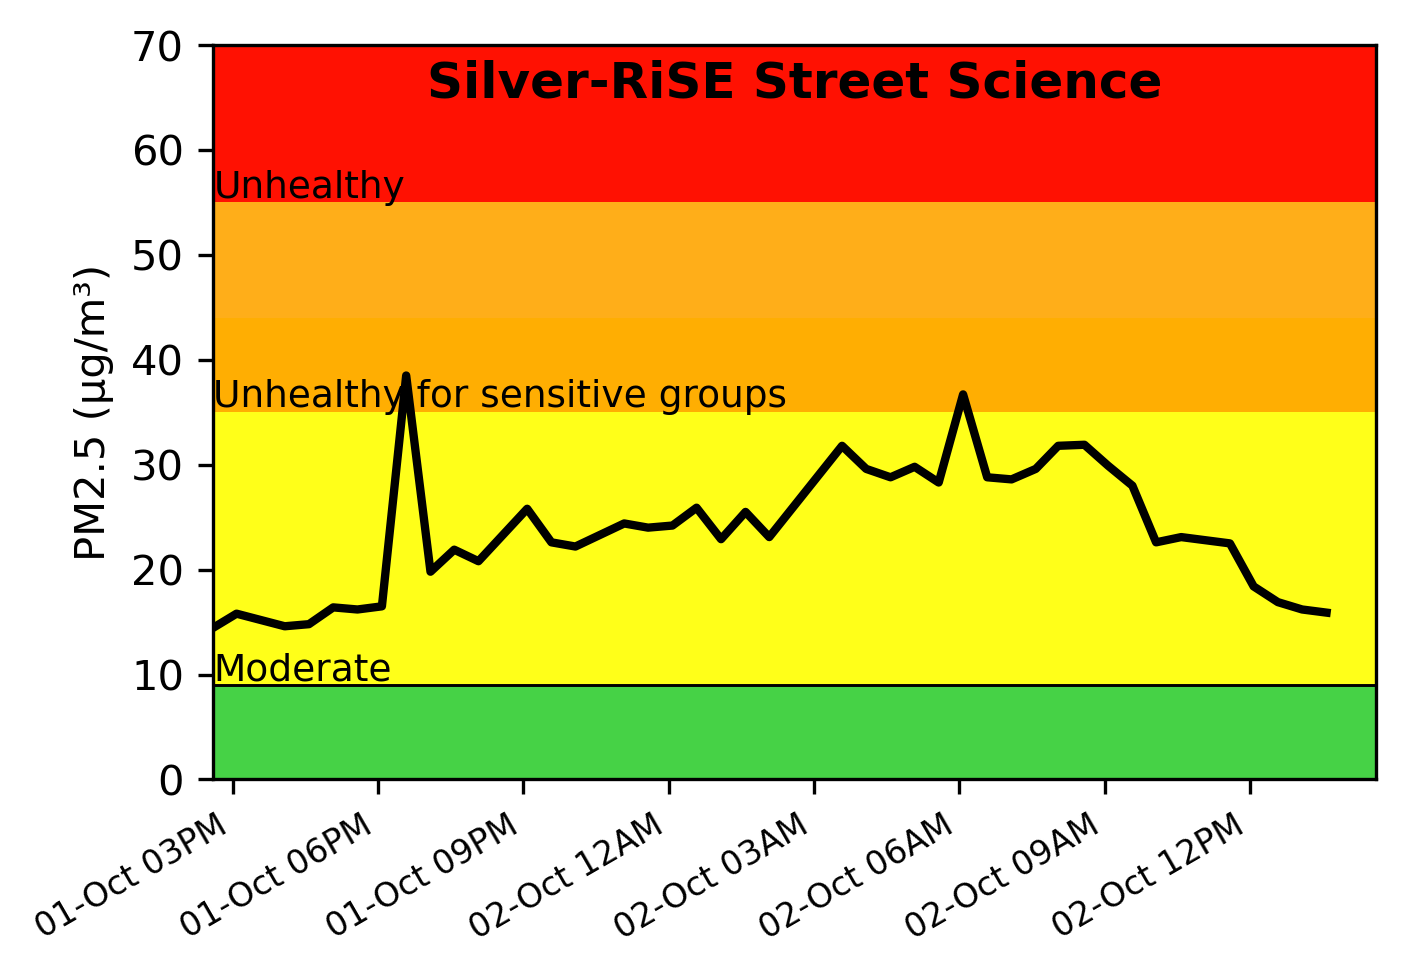 Silver-RiSE Street Science
70
60
Unhealthy
50
40
Unhealthy for sensitive groups
30
20
Moderate
10
0
PM2.5 (µg/m³)
01-Oct 03PM
01-Oct 06PM
01-Oct 09PM
02-Oct 12AM
02-Oct 03AM
02-Oct 06AM
02-Oct 09AM
02-Oct 12PM